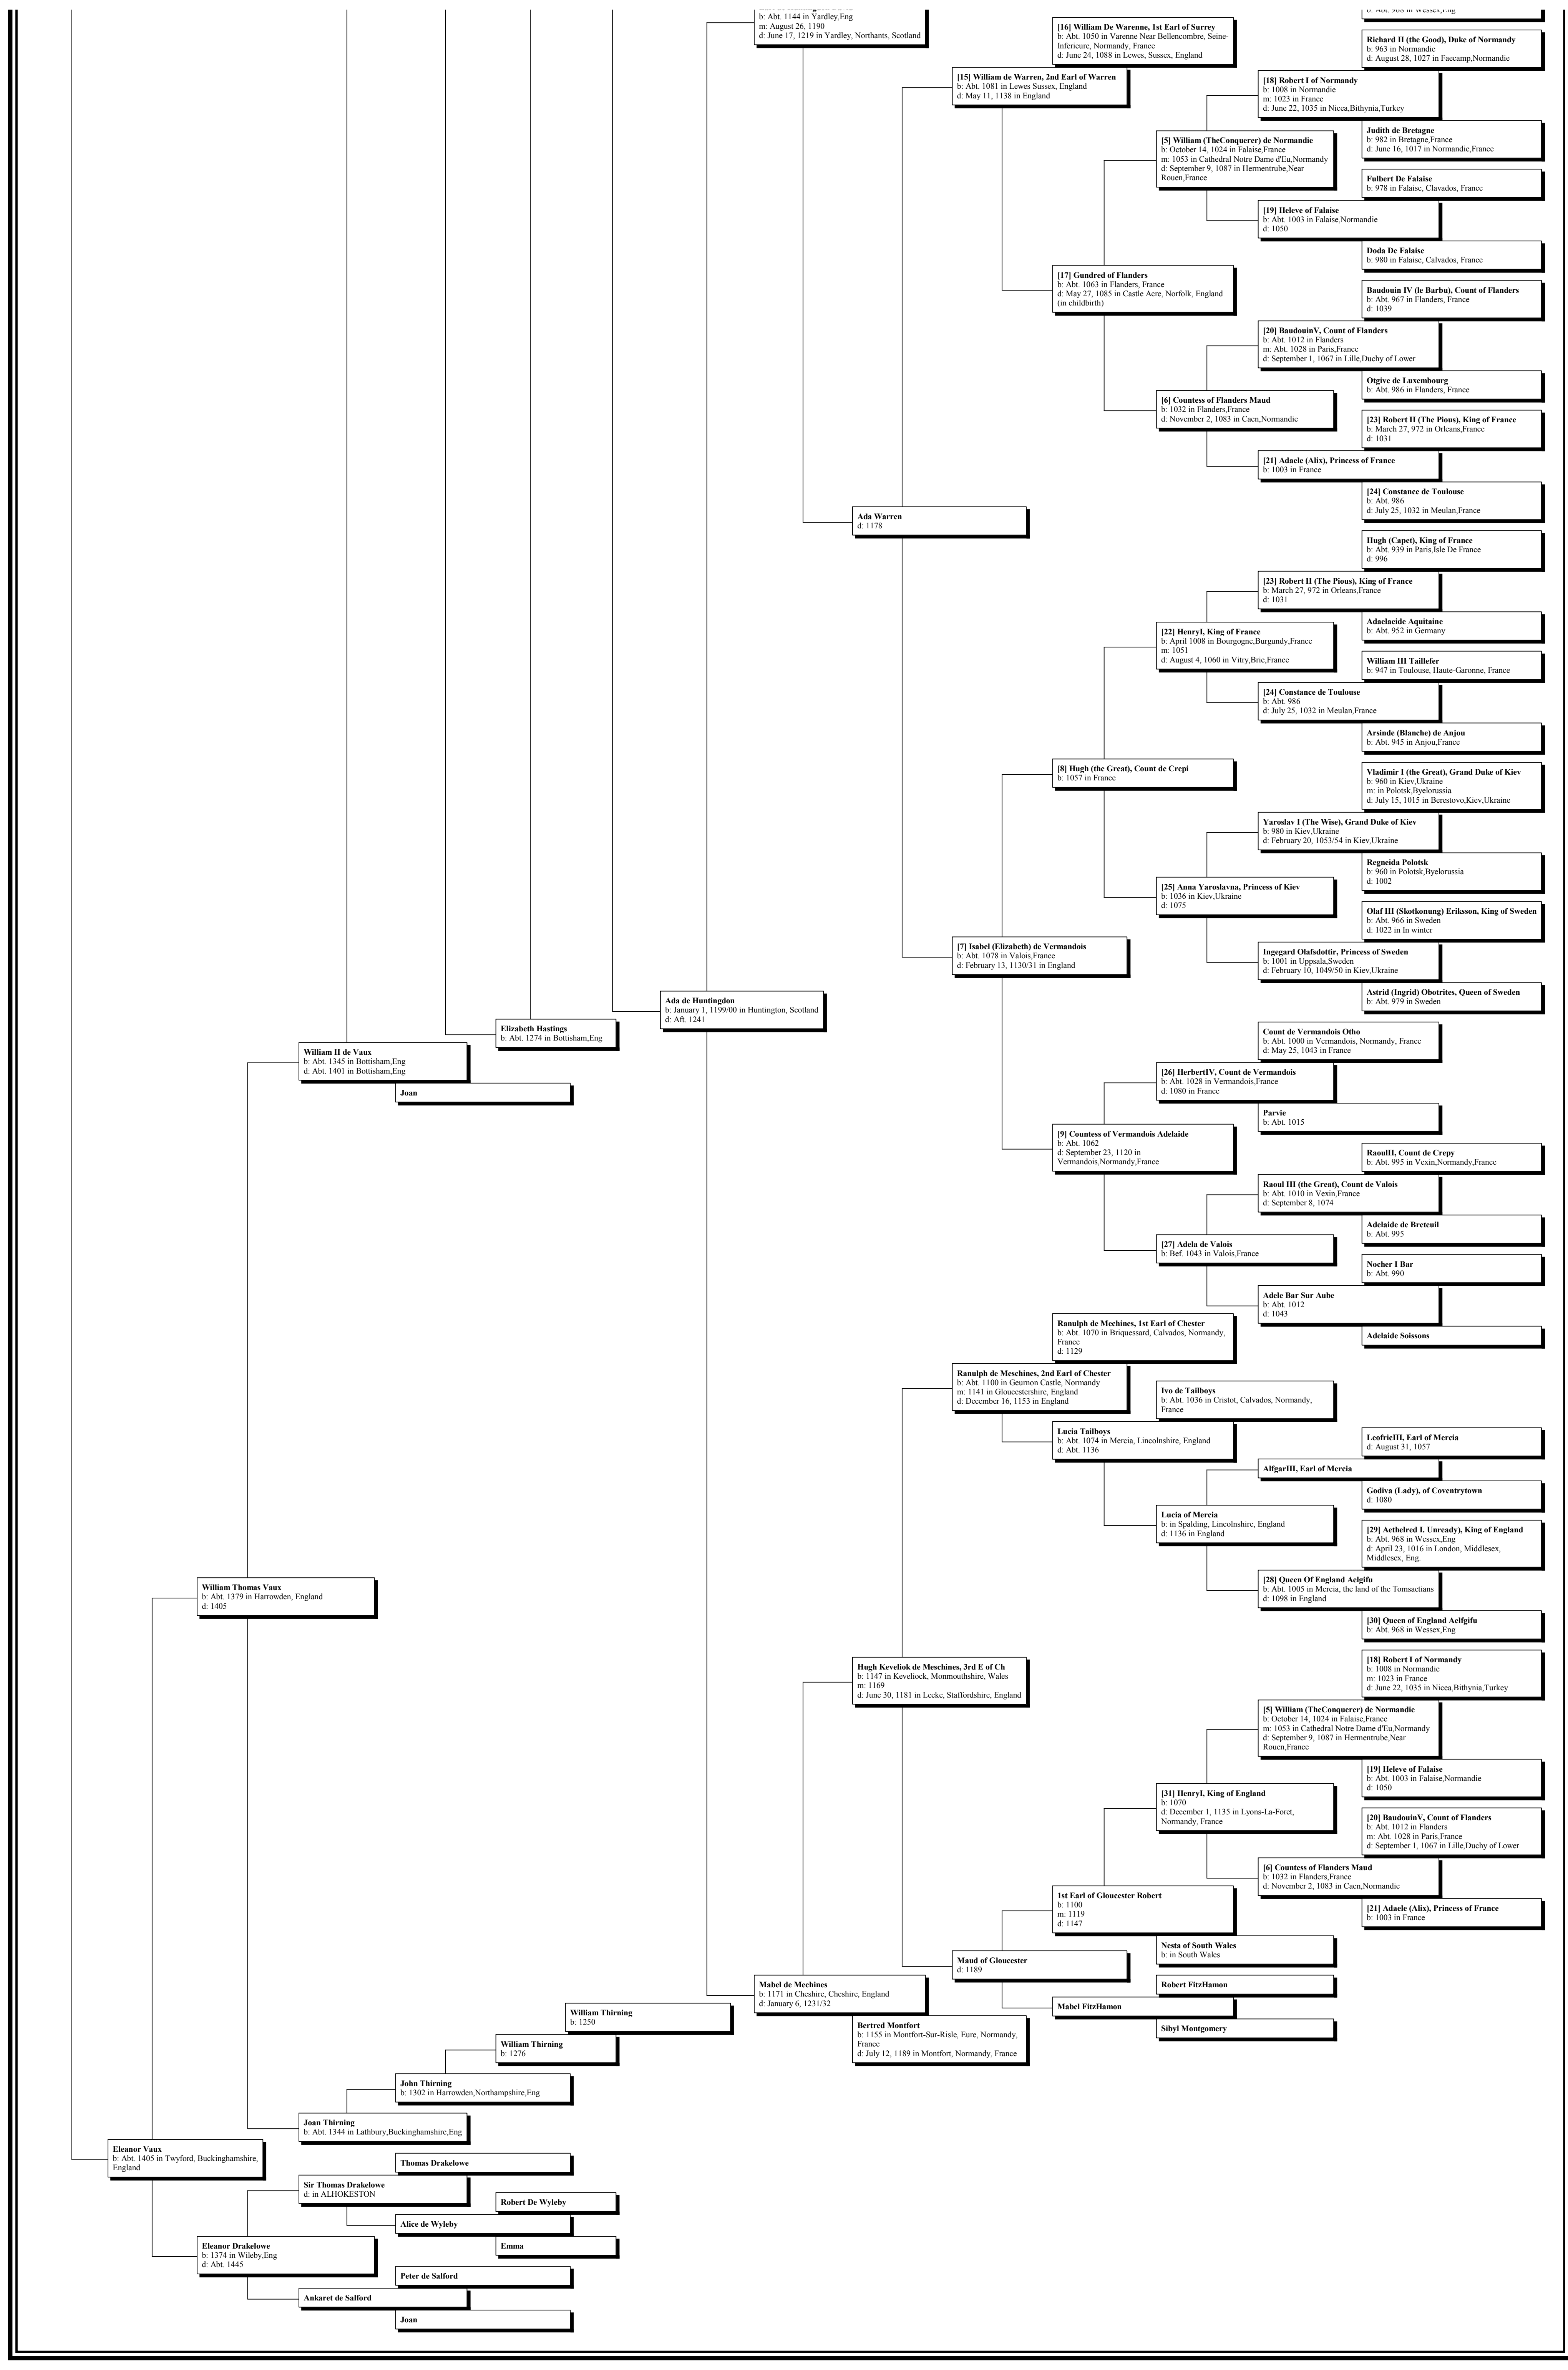 b: Abt. 1144 in Yardley,Eng
m: August 26, 1190
d: June 17, 1219 in Yardley, Northants, Scotland
[16] William De Warenne, 1st Earl of Surrey
b: Abt. 1050 in Varenne Near Bellencombre, Seine-
Inferieure, Normandy, France
d: June 24, 1088 in Lewes, Sussex, England
b: Abt. 968 in Wessex,Eng
Richard II (the Good), Duke of Normandy
b: 963 in Normandie
d: August 28, 1027 in Faecamp,Normandie
[15] William de Warren, 2nd Earl of Warren
b: Abt. 1081 in Lewes Sussex, England
d: May 11, 1138 in England
[18] Robert I of Normandy
b: 1008 in Normandie
m: 1023 in France
d: June 22, 1035 in Nicea,Bithynia,Turkey
Judith de Bretagne
b: 982 in Bretagne,France
d: June 16, 1017 in Normandie,France
[5] William (TheConquerer) de Normandie
b: October 14, 1024 in Falaise,France
m: 1053 in Cathedral Notre Dame d'Eu,Normandy
d: September 9, 1087 in Hermentrube,Near
Rouen,France
Fulbert De Falaise
b: 978 in Falaise, Clavados, France
[19] Heleve of Falaise
b: Abt. 1003 in Falaise,Normandie
d: 1050
Doda De Falaise
b: 980 in Falaise, Calvados, France
[17] Gundred of Flanders
b: Abt. 1063 in Flanders, France
d: May 27, 1085 in Castle Acre, Norfolk, England
(in childbirth)
Baudouin IV (le Barbu), Count of Flanders
b: Abt. 967 in Flanders, France
d: 1039
[20] BaudouinV, Count of Flanders
b: Abt. 1012 in Flanders
m: Abt. 1028 in Paris,France
d: September 1, 1067 in Lille,Duchy of Lower
Otgive de Luxembourg
b: Abt. 986 in Flanders, France
[6] Countess of Flanders Maud
b: 1032 in Flanders,France
d: November 2, 1083 in Caen,Normandie
[23] Robert II (The Pious), King of France
b: March 27, 972 in Orleans,France
d: 1031
[21] Adaele (Alix), Princess of France
b: 1003 in France
[24] Constance de Toulouse
b: Abt. 986
d: July 25, 1032 in Meulan,France
Ada Warren
d: 1178
Hugh (Capet), King of France
b: Abt. 939 in Paris,Isle De France
d: 996
[23] Robert II (The Pious), King of France
b: March 27, 972 in Orleans,France
d: 1031
Adaelaeide Aquitaine
b: Abt. 952 in Germany
[22] HenryI, King of France
b: April 1008 in Bourgogne,Burgundy,France
m: 1051
d: August 4, 1060 in Vitry,Brie,France
William III Taillefer
b: 947 in Toulouse, Haute-Garonne, France
[24] Constance de Toulouse
b: Abt. 986
d: July 25, 1032 in Meulan,France
Arsinde (Blanche) de Anjou
b: Abt. 945 in Anjou,France
[8] Hugh (the Great), Count de Crepi
b: 1057 in France
Vladimir I (the Great), Grand Duke of Kiev
b: 960 in Kiev,Ukraine
m: in Polotsk,Byelorussia
d: July 15, 1015 in Berestovo,Kiev,Ukraine
Yaroslav I (The Wise), Grand Duke of Kiev
b: 980 in Kiev,Ukraine
d: February 20, 1053/54 in Kiev,Ukraine
Regneida Polotsk
b: 960 in Polotsk,Byelorussia
d: 1002
[25] Anna Yaroslavna, Princess of Kiev
b: 1036 in Kiev,Ukraine
d: 1075
Olaf III (Skotkonung) Eriksson, King of Sweden
b: Abt. 966 in Sweden
d: 1022 in In winter
[7] Isabel (Elizabeth) de Vermandois
b: Abt. 1078 in Valois,France
d: February 13, 1130/31 in England
Ingegard Olafsdottir, Princess of Sweden
b: 1001 in Uppsala,Sweden
d: February 10, 1049/50 in Kiev,Ukraine
Astrid (Ingrid) Obotrites, Queen of Sweden
b: Abt. 979 in Sweden
Ada de Huntingdon
b: January 1, 1199/00 in Huntington, Scotland
d: Aft. 1241
Elizabeth Hastings
b: Abt. 1274 in Bottisham,Eng
William II de Vaux
b: Abt. 1345 in Bottisham,Eng
d: Abt. 1401 in Bottisham,Eng
Joan
Count de Vermandois Otho
b: Abt. 1000 in Vermandois, Normandy, France
d: May 25, 1043 in France
[26] HerbertIV, Count de Vermandois
b: Abt. 1028 in Vermandois,France
d: 1080 in France
Parvie
b: Abt. 1015
[9] Countess of Vermandois Adelaide
b: Abt. 1062
d: September 23, 1120 in
Vermandois,Normandy,France
RaoulII, Count de Crepy
b: Abt. 995 in Vexin,Normandy,France
Raoul III (the Great), Count de Valois
b: Abt. 1010 in Vexin,France
d: September 8, 1074
Adelaide de Breteuil
b: Abt. 995
[27] Adela de Valois
b: Bef. 1043 in Valois,France
Nocher I Bar
b: Abt. 990
Adele Bar Sur Aube
b: Abt. 1012
d: 1043
Adelaide Soissons
Ranulph de Mechines, 1st Earl of Chester
b: Abt. 1070 in Briquessard, Calvados, Normandy,
France
d: 1129
Ranulph de Meschines, 2nd Earl of Chester
b: Abt. 1100 in Geurnon Castle, Normandy
m: 1141 in Gloucestershire, England
d: December 16, 1153 in England
Ivo de Tailboys
b: Abt. 1036 in Cristot, Calvados, Normandy,
France
Lucia Tailboys
b: Abt. 1074 in Mercia, Lincolnshire, England
d: Abt. 1136
LeofricIII, Earl of Mercia
d: August 31, 1057
AlfgarIII, Earl of Mercia
Godiva (Lady), of Coventrytown
d: 1080
Lucia of Mercia
b: in Spalding, Lincolnshire, England
d: 1136 in England
[29] Aethelred I. Unready), King of England
b: Abt. 968 in Wessex,Eng
d: April 23, 1016 in London, Middlesex,
Middlesex, Eng.
[28] Queen Of England Aelgifu
b: Abt. 1005 in Mercia, the land of the Tomsaetians
d: 1098 in England
[30] Queen of England Aelfgifu
b: Abt. 968 in Wessex,Eng
William Thomas Vaux
b: Abt. 1379 in Harrowden, England
d: 1405
Hugh Keveliok de Meschines, 3rd E of Ch
b: 1147 in Keveliock, Monmouthshire, Wales
m: 1169
d: June 30, 1181 in Leeke, Staffordshire, England
[18] Robert I of Normandy
b: 1008 in Normandie
m: 1023 in France
d: June 22, 1035 in Nicea,Bithynia,Turkey
[5] William (TheConquerer) de Normandie
b: October 14, 1024 in Falaise,France
m: 1053 in Cathedral Notre Dame d'Eu,Normandy
d: September 9, 1087 in Hermentrube,Near
Rouen,France
[19] Heleve of Falaise
b: Abt. 1003 in Falaise,Normandie
d: 1050
[31] HenryI, King of England
b: 1070
d: December 1, 1135 in Lyons-La-Foret,
Normandy, France
[20] BaudouinV, Count of Flanders
b: Abt. 1012 in Flanders
m: Abt. 1028 in Paris,France
d: September 1, 1067 in Lille,Duchy of Lower
[6] Countess of Flanders Maud
b: 1032 in Flanders,France
d: November 2, 1083 in Caen,Normandie
[21] Adaele (Alix), Princess of France
b: 1003 in France
1st Earl of Gloucester Robert
b: 1100
m: 1119
d: 1147
Nesta of South Wales
b: in South Wales
Maud of Gloucester
d: 1189
Robert FitzHamon
Mabel FitzHamon
Sibyl Montgomery
Mabel de Mechines
b: 1171 in Cheshire, Cheshire, England
d: January 6, 1231/32
Bertred Montfort
b: 1155 in Montfort-Sur-Risle, Eure, Normandy,
France
d: July 12, 1189 in Montfort, Normandy, France
William Thirning
b: 1250
William Thirning
b: 1276
John Thirning
b: 1302 in Harrowden,Northampshire,Eng
Joan Thirning
b: Abt. 1344 in Lathbury,Buckinghamshire,Eng
Eleanor Vaux
b: Abt. 1405 in Twyford, Buckinghamshire,
England
Thomas Drakelowe
Sir Thomas Drakelowe
d: in ALHOKESTON
Robert De Wyleby
Alice de Wyleby
Emma
Eleanor Drakelowe
b: 1374 in Wileby,Eng
d: Abt. 1445
Peter de Salford
Ankaret de Salford
Joan